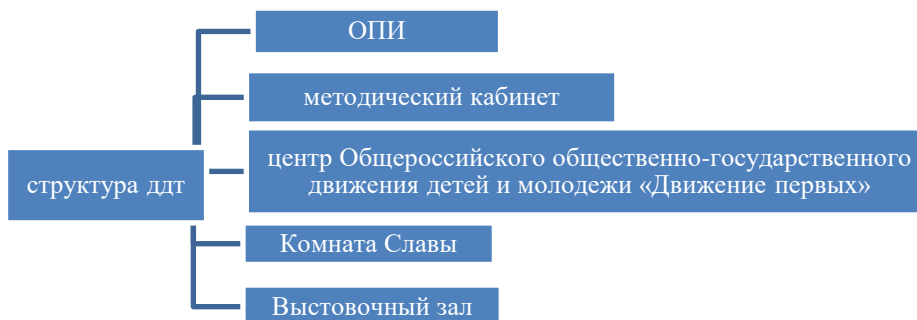 ОПИ
методический кабинет
структура ддт
центр Общероссийского общественно-государственного
движения детей и молодежи «Движение первых»
Комната Славы
Выстовочный зал